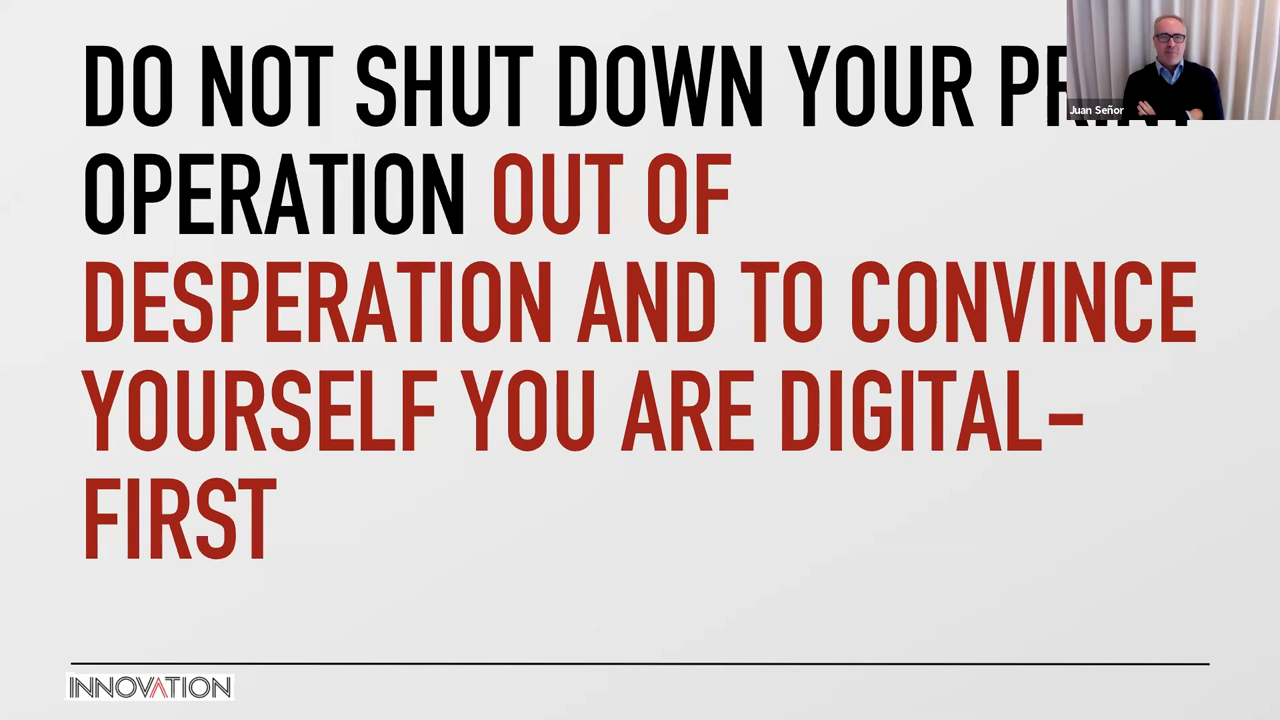 DO NOT SHUT DOWN YOUR
OPERATION OUT OF
DESPERATION AND TO CONVINCE
YOURSELF YOU ARE DIGITAL-
FIRST
Juan Señor
INNOVATION